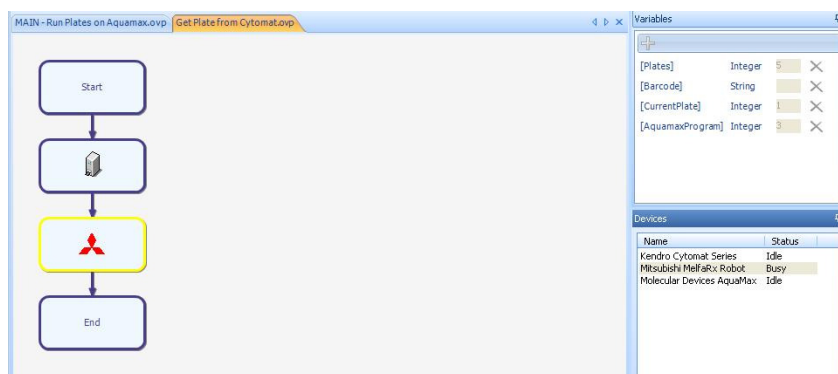 MAIN - Run Plates on Aquamax.ovp
Get Plate from Cytomat.ovp
Start
End
Variables
[Plates] Integer 5
[Barcode] String
[CurrentPlate] Integer 1
[AquamaxProgram] Integer 3
Devices
Name Status
Kendro Cytomat Series Idle
Mitsubishi MelfaRx Robot Busy
Molecular Devices AquaMax Idle